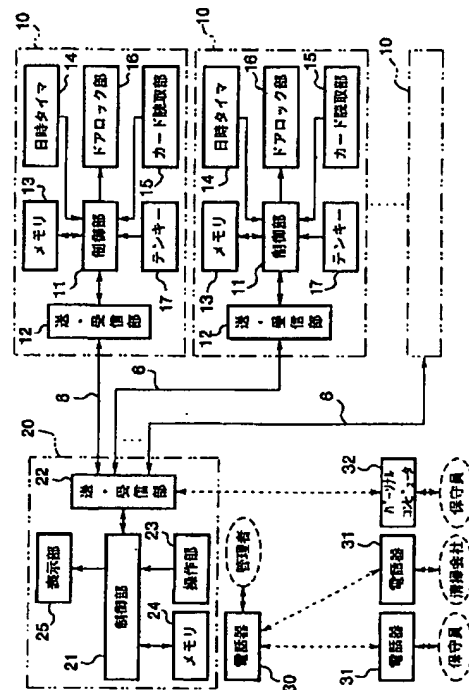 20
25
表示部
21
制御部
22
送・受信部
24
メモリ
23
操作部
30
電話器
管理者
31
電話器
保守員
31
電話器
清掃会社
32
パーソナルコンピュータ
保守員
8
6
6
10
12
送・受信部
11
制御部
13
メモリ
14
日時タイマ
16
ドアロック部
15
カード読取部
17
テンキー
10
12
送・受信部
11
制御部
13
メモリ
14
日時タイマ
16
ドアロック部
15
カード読取部
17
テンキー
10